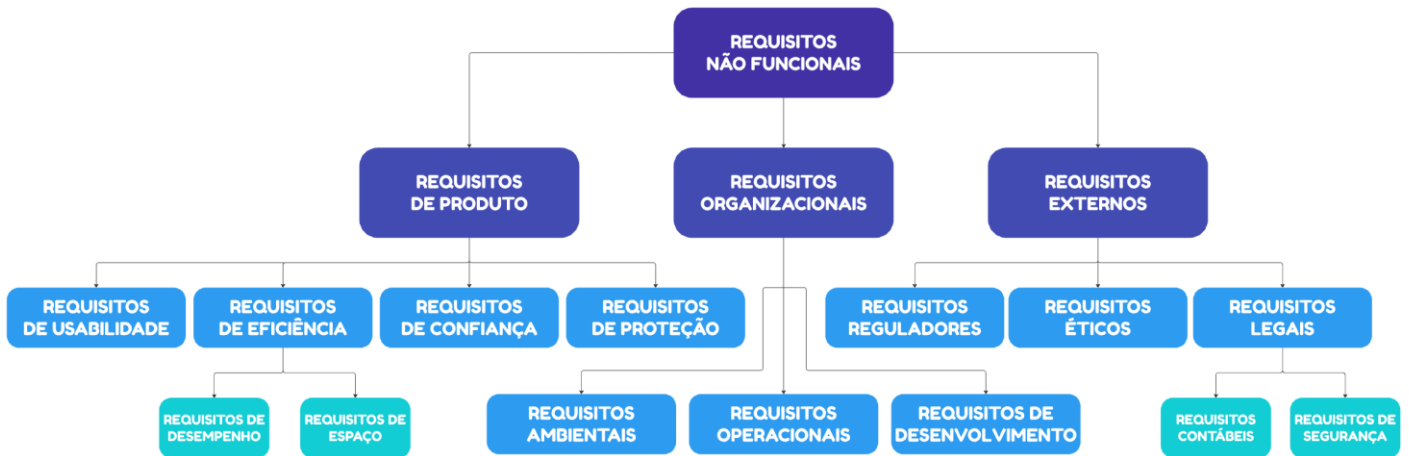 REQUISITOS
NÃO FUNCIONAIS
REQUISITOS
DE PRODUTO
REQUISITOS
ORGANIZACIONAIS
REQUISITOS
EXTERNOS
REQUISITOS
DE USABILIDADE
REQUISITOS
DE EFICIÊNCIA
REQUISITOS
DE CONFIANÇA
REQUISITOS
DE PROTEÇÃO
REQUISITOS
REGULADORES
REQUISITOS
ÉTICOS
REQUISITOS
LEGAIS
REQUISITOS DE
DESEMPENHO
REQUISITOS DE
ESPAÇO
REQUISITOS
AMBIENTAIS
REQUISITOS
OPERACIONAIS
REQUISITOS DE
DESENVOLVIMENTO
REQUISITOS
CONTÁBEIS
REQUISITOS DE
SEGURANÇA